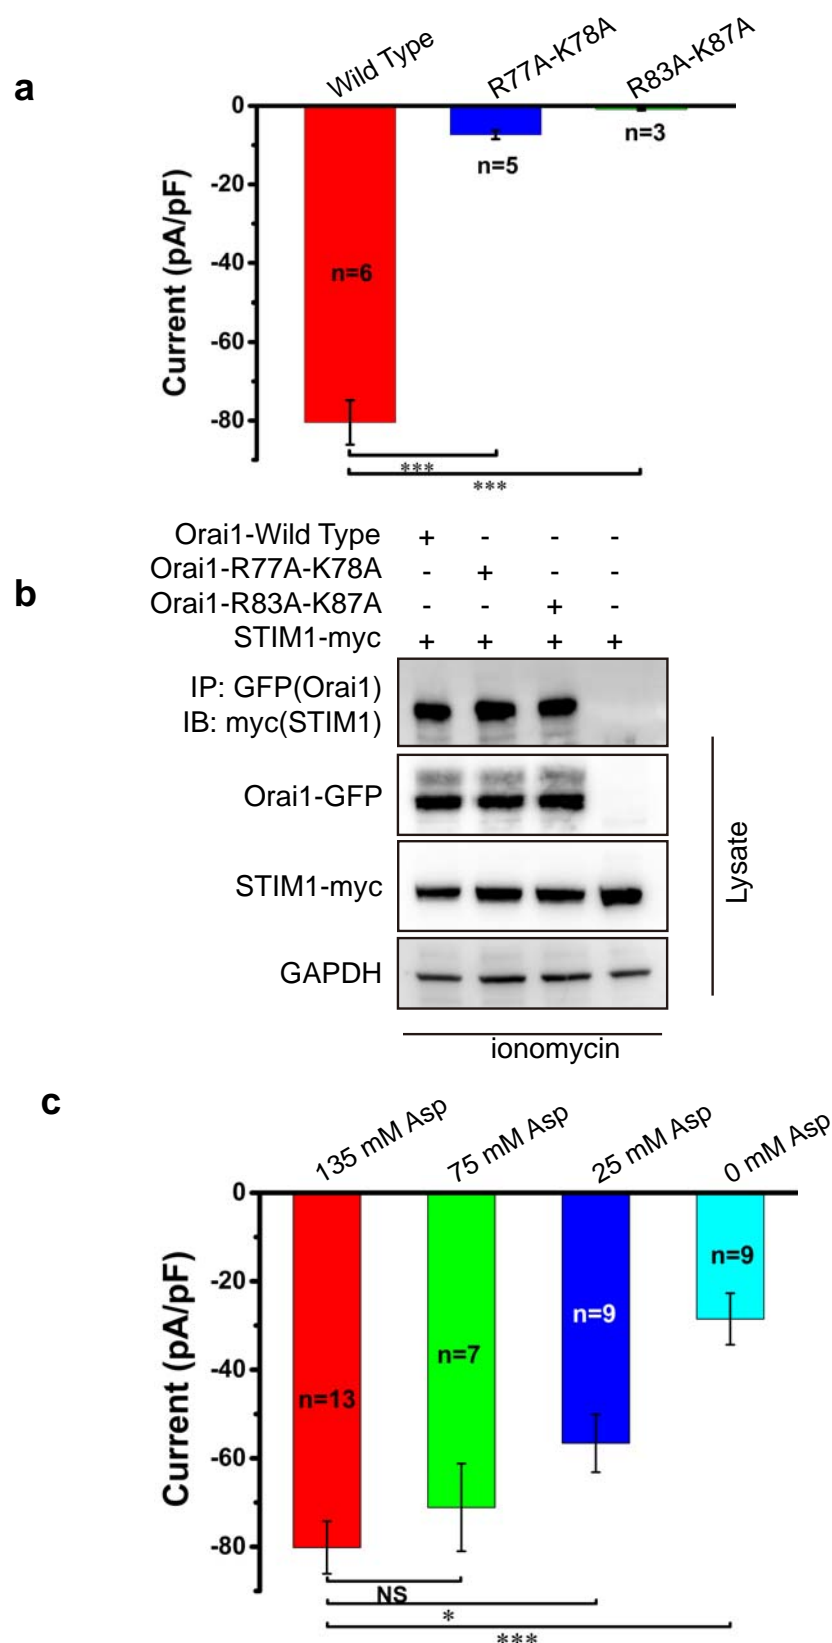 a
Wild Type
R77A-K78A
R83A-K87A
Current (pA/pF)
0
-20
-40
-60
-80
n=6
n=5
n=3
***
***
b
Orai1-Wild Type + - - -
Orai1-R77A-K78A - + - -
Orai1-R83A-K87A - - + -
STIM1-myc + + + +
IP: GFP(Orai1)
IB: myc(STIM1)
Orai1-GFP
STIM1-myc
GAPDH
Lysate
ionomycin
c
135 mM Asp
75 mM Asp
25 mM Asp
0 mM Asp
Current (pA/pF)
0
-20
-40
-60
-80
n=13
n=7
n=9
n=9
NS
*
***